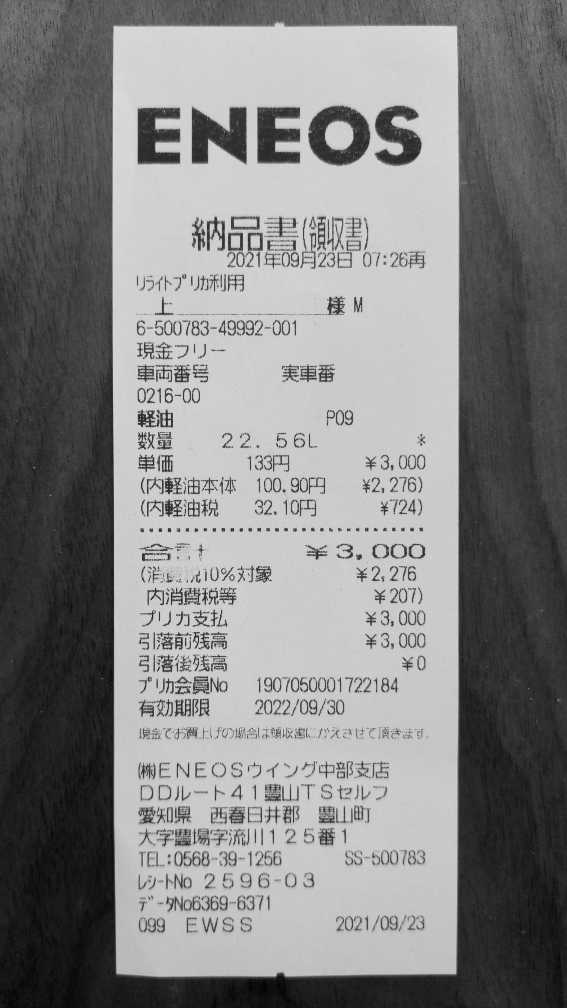 ENEOS
納品書(領収書)
2021年09月23日 07:26再
リライトプリカ利用
上 様 M
6-500783-49992-001
現金フリー
車両番号 実車番
0216-00
軽油 P09
数量 22.56L *
単価 133円 ¥3,000
(内軽油本体 100.90円 ¥2,276)
(内軽油税 32.10円 ¥724)
合計 ¥3,000
(消費税10%対象 ¥2,276
内消費税等 ¥207)
プリカ支払 ¥3,000
引落前残高 ¥3,000
引落後残高 ¥0
プリカ会員No 1907050001722184
有効期限 2022/09/30
現金でお買上げの場合は領収書にかえさせて頂きます。
㈱ENEOSウイング中部支店
DDルート41豊山TSセルフ
愛知県 西春日井郡 豊山町
大字豊場字流川125番1
TEL:0568-39-1256 SS-500783
レシートNo 2596-03
データNo6369-6371
099 EWSS 2021/09/23